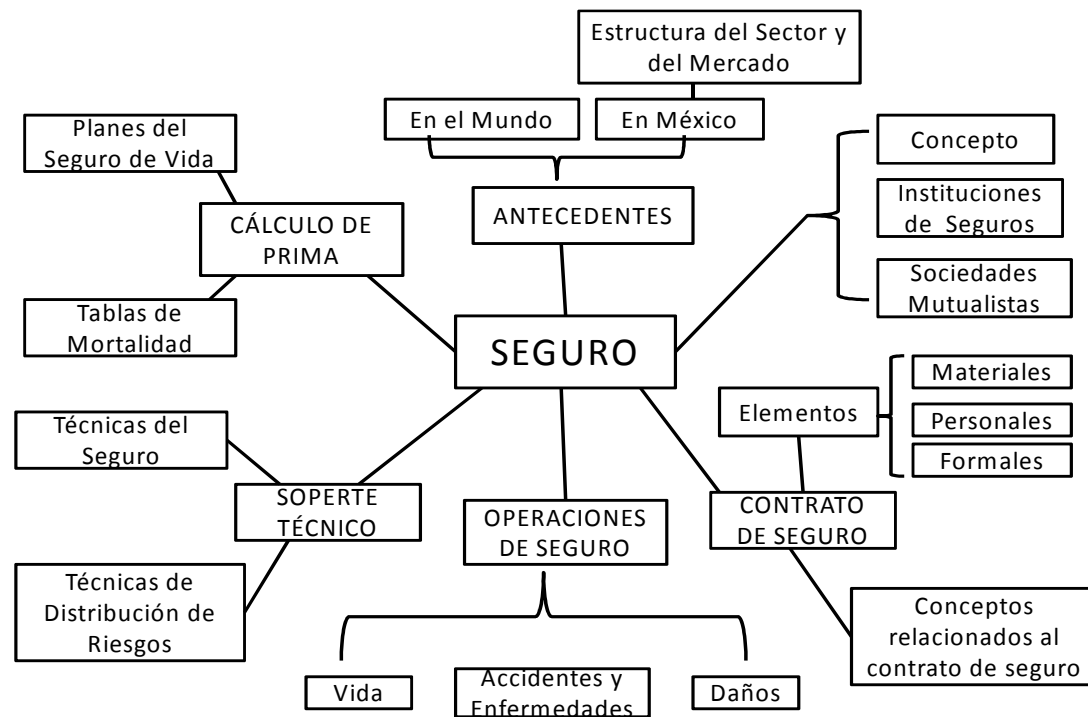 Estructura del Sector y
del Mercado
En el Mundo
En México
Planes del
Seguro de Vida
Concepto
CÁLCULO DE
PRIMA
ANTECEDENTES
Instituciones
de Seguros
Tablas de
Mortalidad
Sociedades
Mutualistas
SEGURO
Elementos
Materiales
Personales
Formales
Técnicas del
Seguro
SOPERTE
TÉCNICO
OPERACIONES
DE SEGURO
CONTRATO
DE SEGURO
Técnicas de
Distribución de
Riesgos
Conceptos
relacionados al
contrato de seguro
Vida
Accidentes y
Enfermedades
Daños